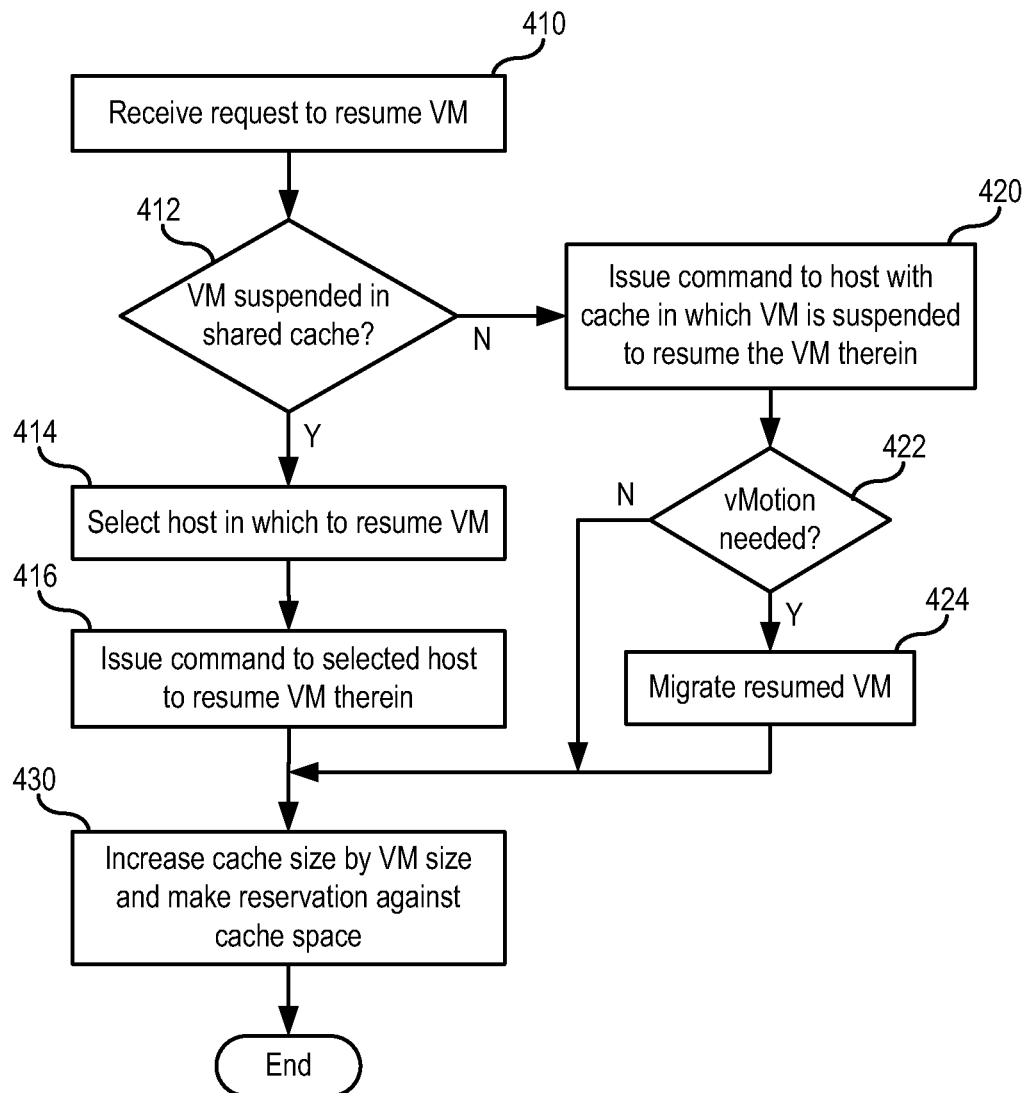 410
Receive request to resume VM
412
VM suspended in
shared cache?
N
Y
420
Issue command to host with
cache in which VM is suspended
to resume the VM therein
414
Select host in which to resume VM
422
vMotion
needed?
N
Y
416
Issue command to selected host
to resume VM therein
424
Migrate resumed VM
430
Increase cache size by VM size
and make reservation against
cache space
End